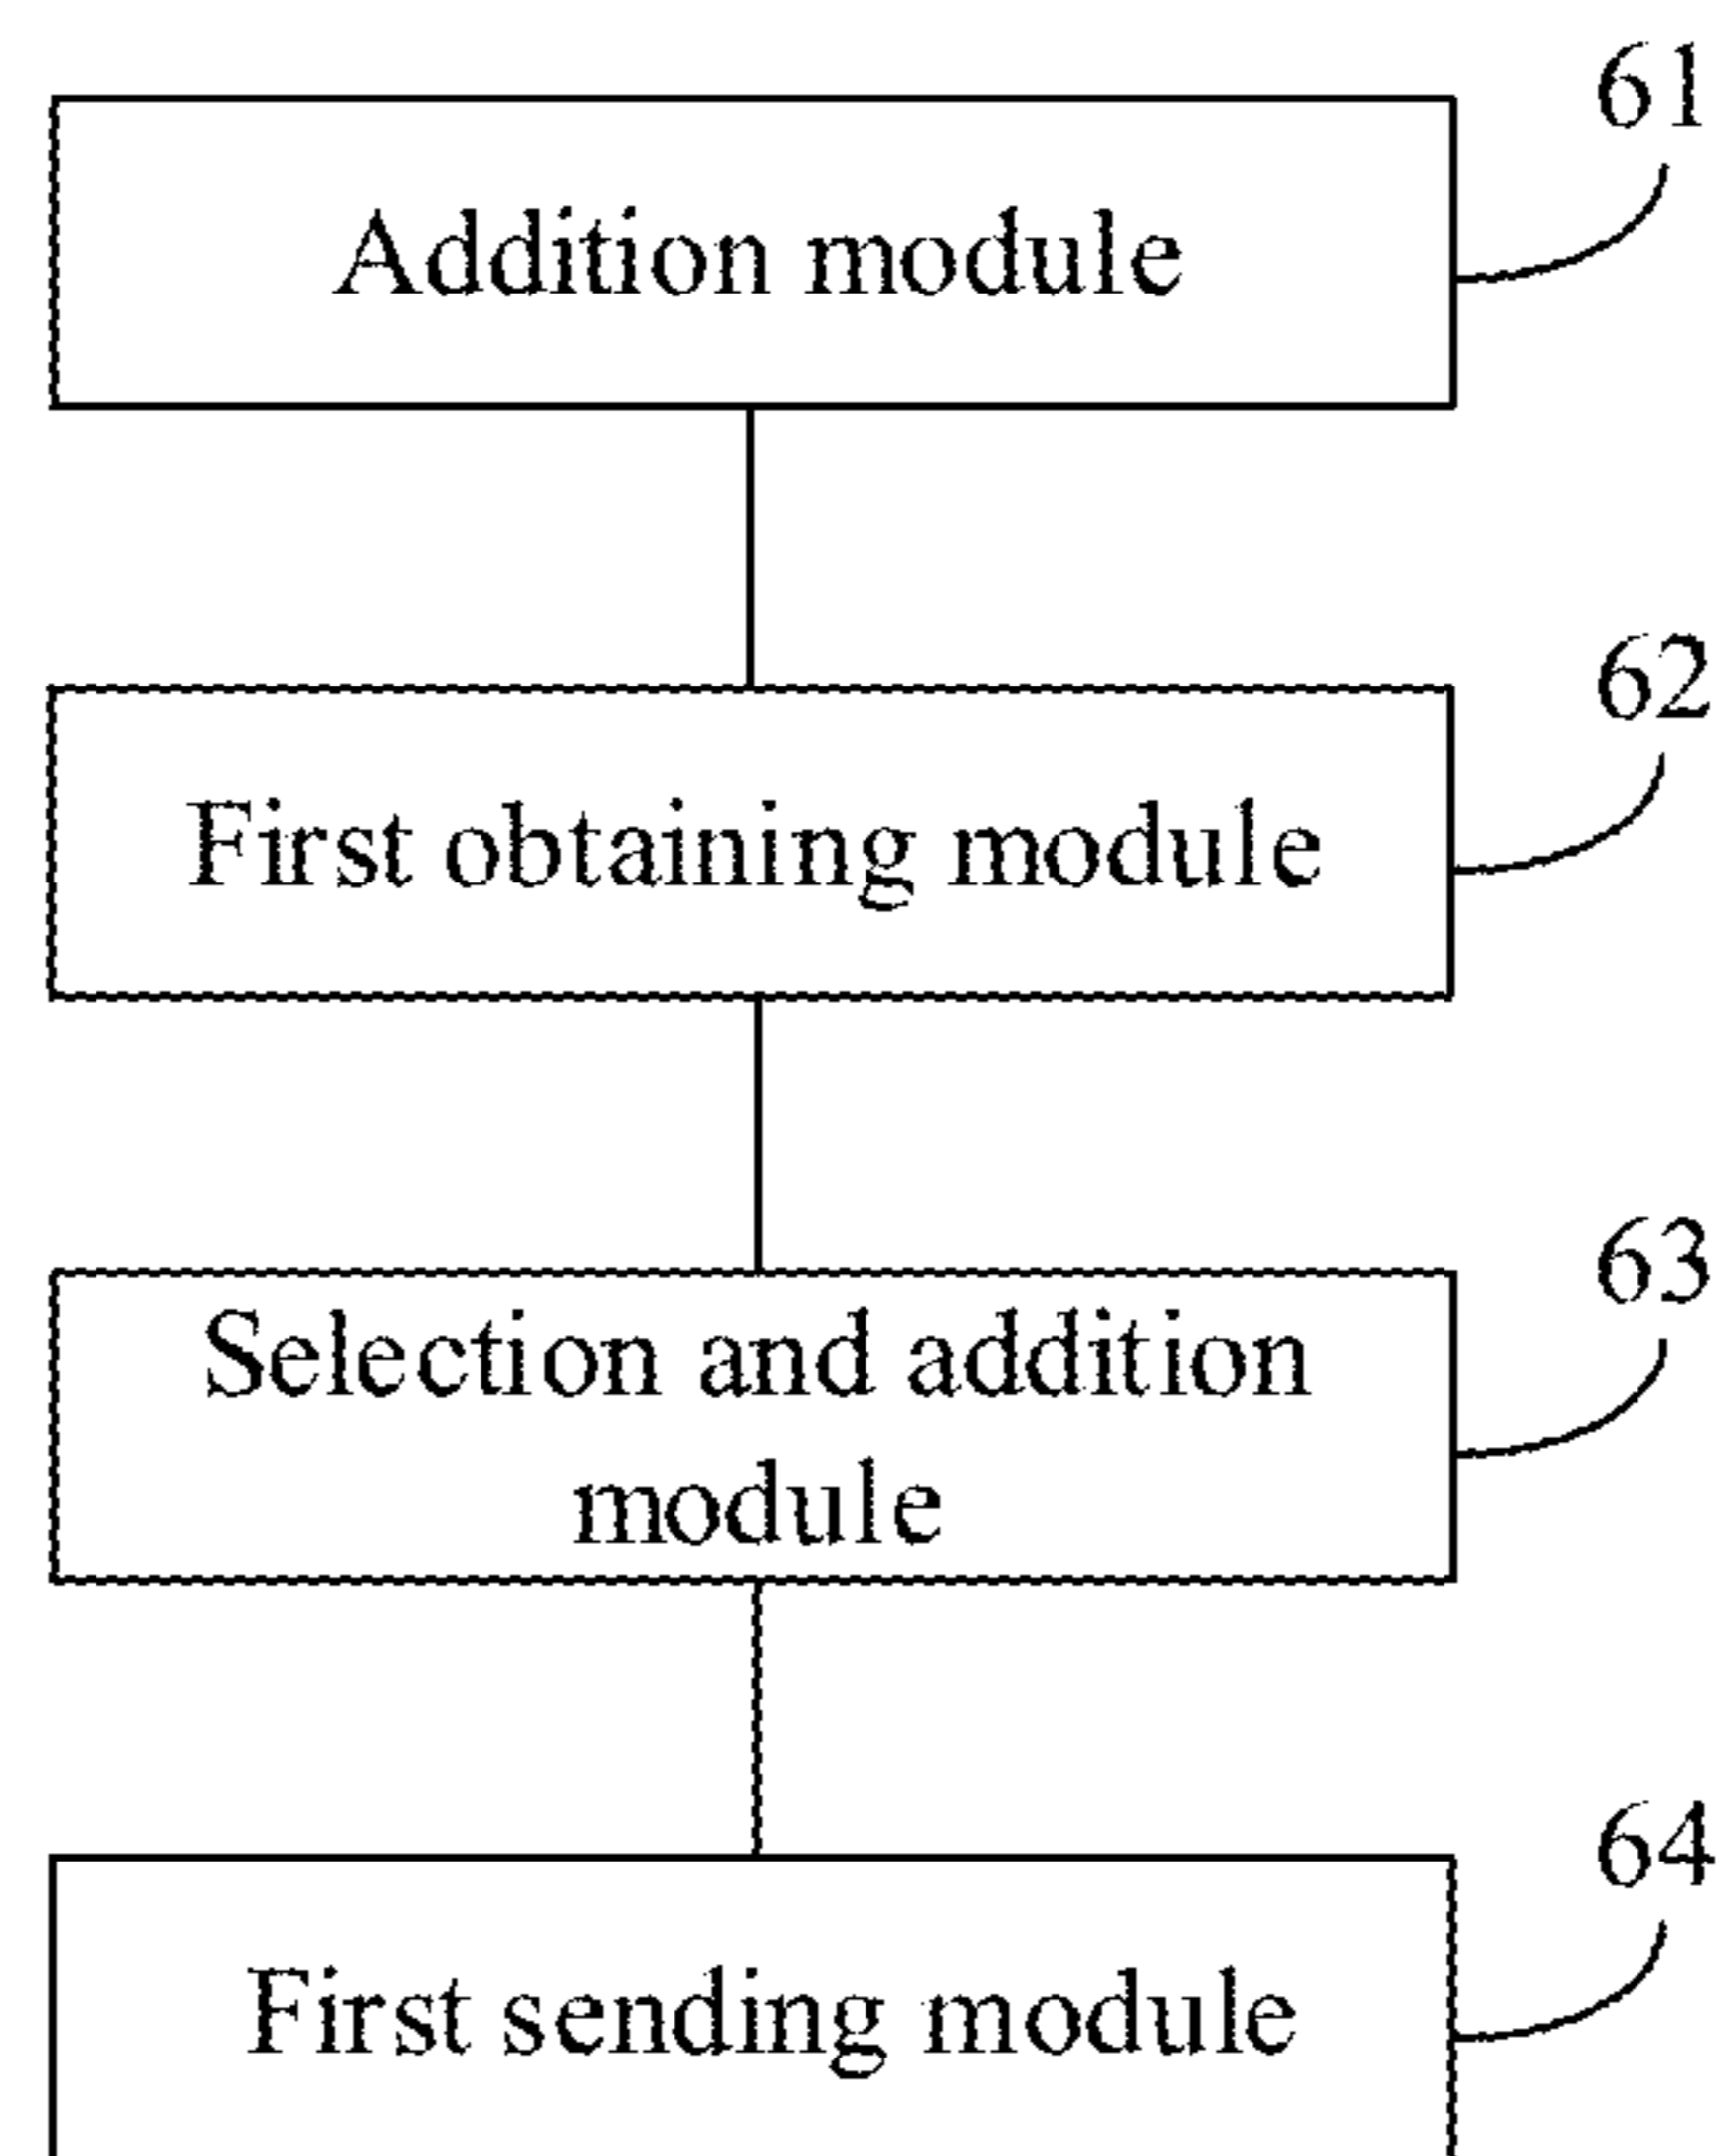 61
Addition module
62
First obtaining module
63
Selection and addition
module
64
First sending module